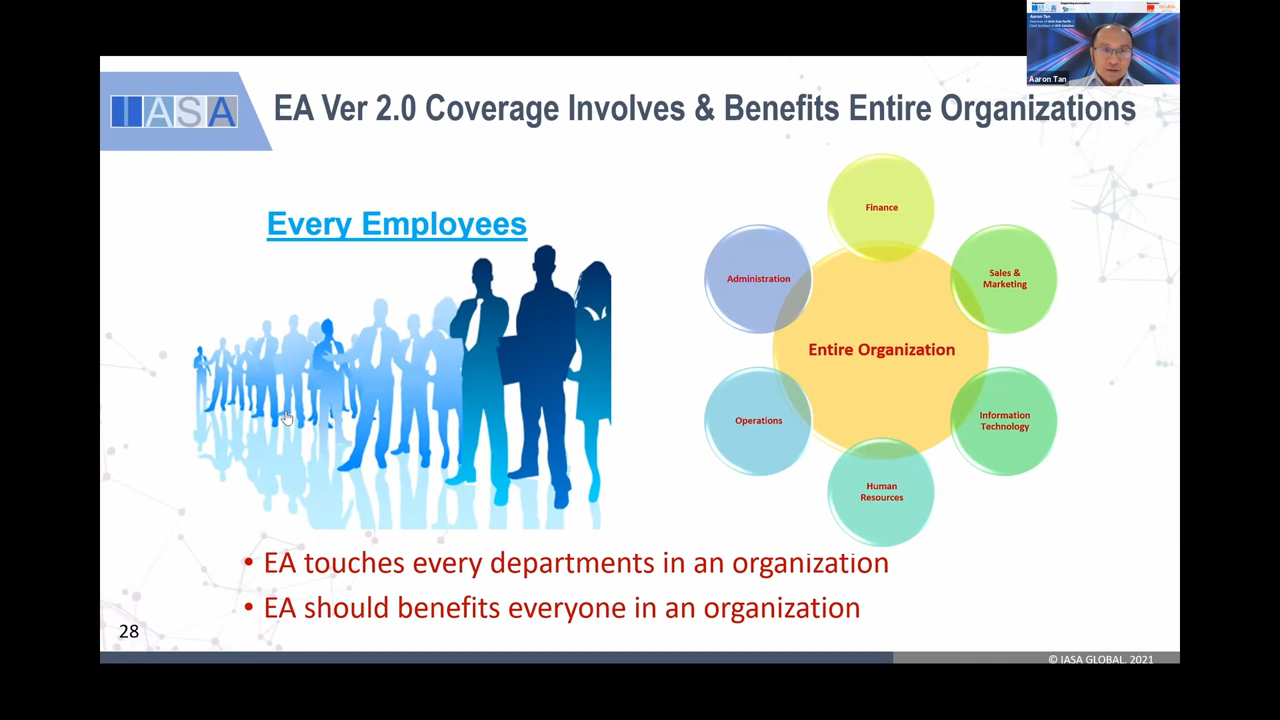 Aaron Tan
Aaron Tan
IASA
EA Ver 2.0 Coverage Involves & Benefits Entire Organizations
Every Employees
Finance
Administration
Sales &
Marketing
Entire Organization
Operations
Information
Technology
Human
Resources
• EA touches every departments in an organization
• EA should benefits everyone in an organization
28
© IASA GLOBAL, 2021